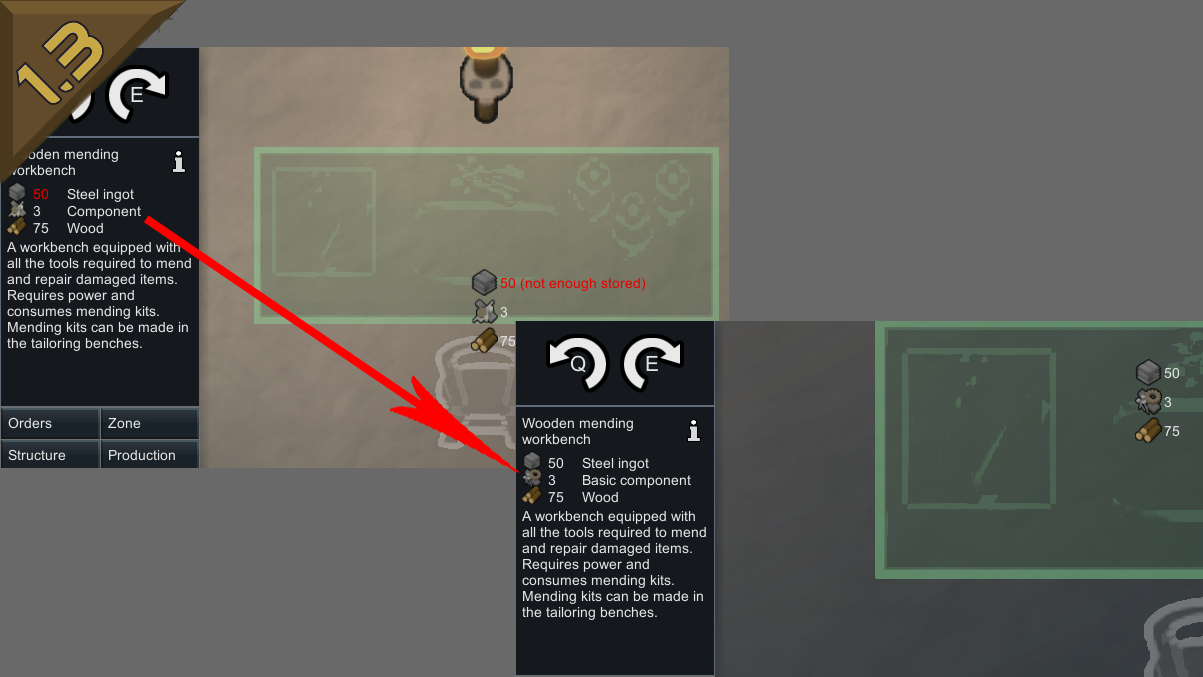 1.3
E
mending
workbench
50 Steel ingot
3 Component
75 Wood
A workbench equipped with
all the tools required to mend
and repair damaged items.
Requires power and
consumes mending kits.
Mending kits can be made in
the tailoring benches.
Orders
Zone
Structure
Production
50 (not enough stored)
3
75
Q
E
Wooden mending
workbench
50 Steel ingot
3 Basic component
75 Wood
A workbench equipped with
all the tools required to mend
and repair damaged items.
Requires power and
consumes mending kits.
Mending kits can be made in
the tailoring benches.
50
3
75